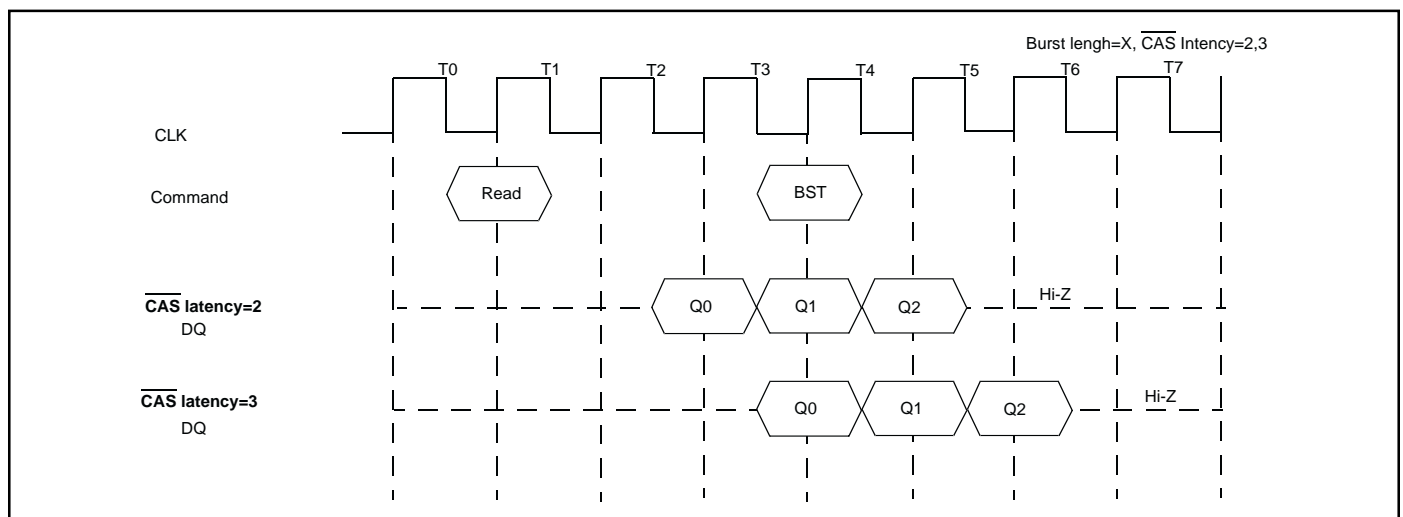 Burst lengh=X, CAS Intency=2,3
T0 T1 T2 T3 T4 T5 T6 T7
CLK
Command Read BST
CAS latency=2
DQ
Q0 Q1 Q2 Hi-Z
CAS latency=3
DQ
Q0 Q1 Q2 Hi-Z